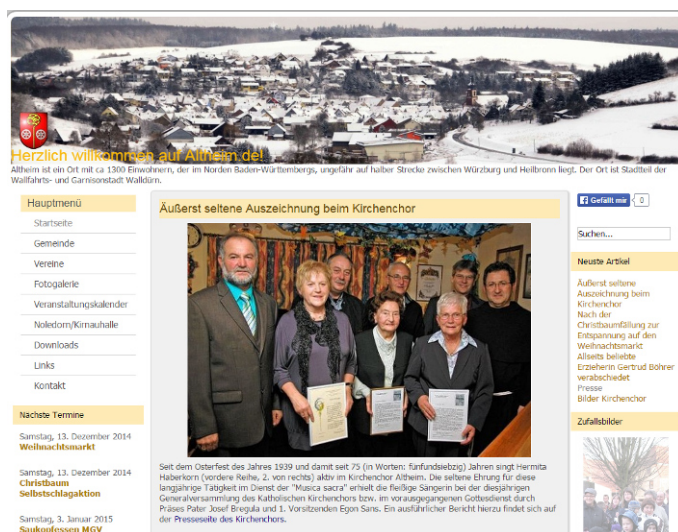 Herzlich willkommen auf Altheim.de!
Altheim ist ein Ort mit ca 1300 Einwohnern, der im Norden Baden-Württembergs, ungefähr auf halber Strecke zwischen Würzburg und Heilbronn liegt. Der Ort ist Stadtteil der
Wallfahrts- und Garnisonstadt Walldürn.
Hauptmenü
Startseite
Gemeinde
Vereine
Fotogalerie
Veranstaltungskalender
Noledorn/Kirnauhalle
Downloads
Links
Kontakt
Nächste Termine
Samstag, 13. Dezember 2014
Weihnachtsmarkt
Samstag, 13. Dezember 2014
Christbaum
Selbstschlagaktion
Samstag, 3. Januar 2015
Saukopfessen MGV
Äußerst seltene Auszeichnung beim Kirchenchor
Seit dem Osterfest des Jahres 1939 und damit seit 75 (in Worten: fünfundsiebzig) Jahren singt Hermita
Haberkorn (vordere Reihe, 2. von rechts) aktiv im Kirchenchor Altheim. Die seltene Ehrung für diese
langjährige Tätigkeit im Dienst der "Musica sacra" erhielt die fleißige Sängerin bei der diesjährigen
Generalversammlung des Katholischen Kirchenchors bzw. im vorausgegangenen Gottesdienst durch
Präses Pater Josef Bregula und 1. Vorsitzenden Egon Sans. Ein ausführlicher Bericht hierzu findet sich auf
der Presseseite des Kirchenchors.
Gefällt mir 0
Suchen...
Neuste Artikel
Äußerst seltene
Auszeichnung beim
Kirchenchor
Nach der
Christbaumfällung zur
Entspannung auf den
Weihnachtsmarkt
Allseits beliebte
Erzieherin Gertrud Böhrer
verabschiedet
Presse
Bilder Kirchenchor
Zufallsbilder